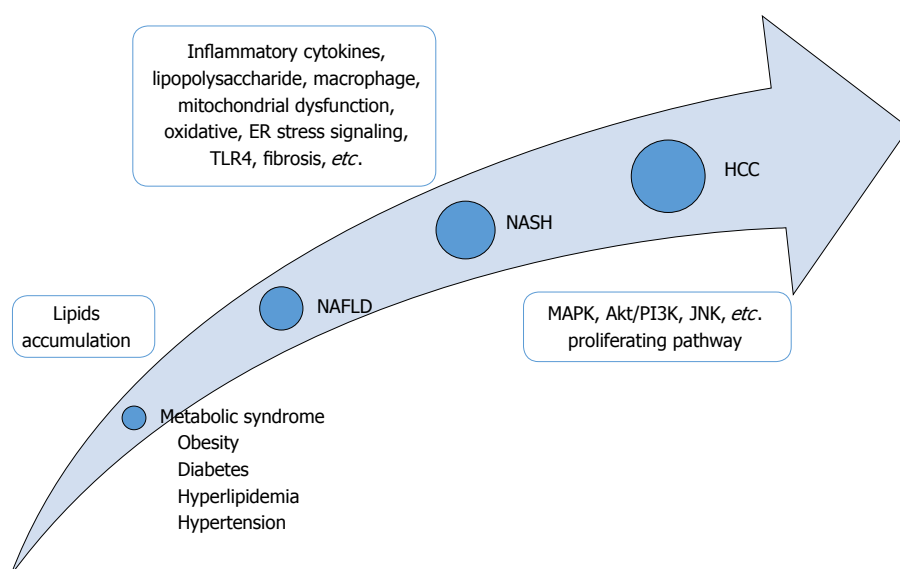 Inflammatory cytokines,
lipopolysaccharide, macrophage,
mitochondrial dysfunction,
oxidative, ER stress signaling,
TLR4, fibrosis, etc.
HCC
NASH
NAFLD
MAPK, Akt/PI3K, JNK, etc.
proliferating pathway
Lipids
accumulation
Metabolic syndrome
Obesity
Diabetes
Hyperlipidemia
Hypertension